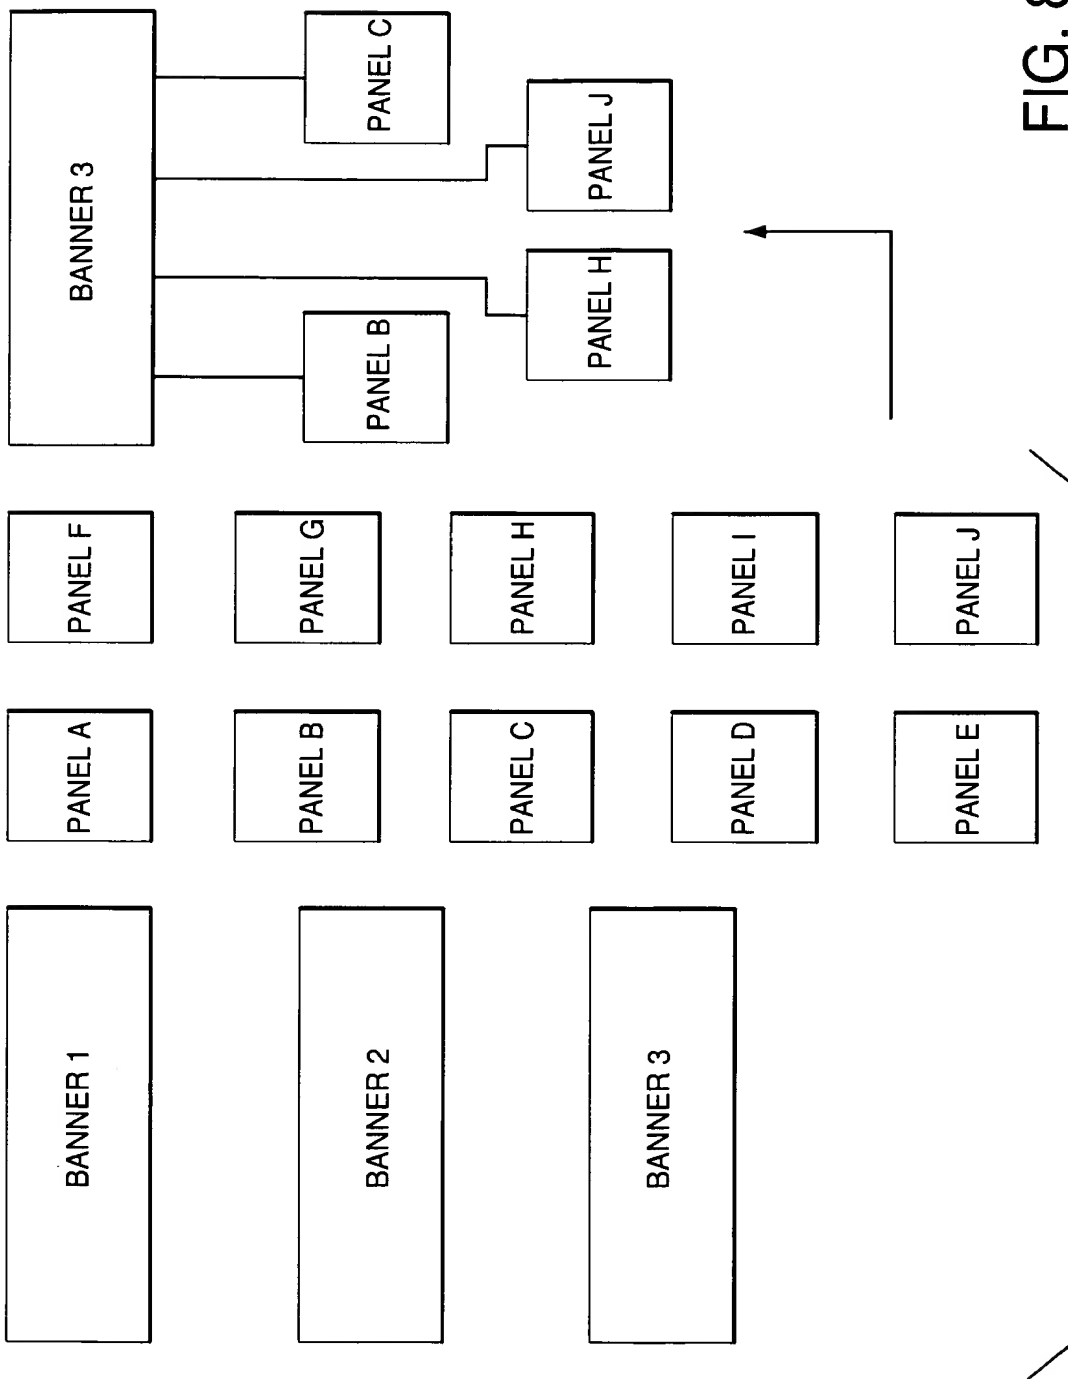 BANNER 1
BANNER 2
BANNER 3
PANEL A
PANEL B
PANEL C
PANEL D
PANEL E
PANEL F
PANEL G
PANEL H
PANEL I
PANEL J
BANNER 3
PANEL B
PANEL C
PANEL H
PANEL J
FIG. 8